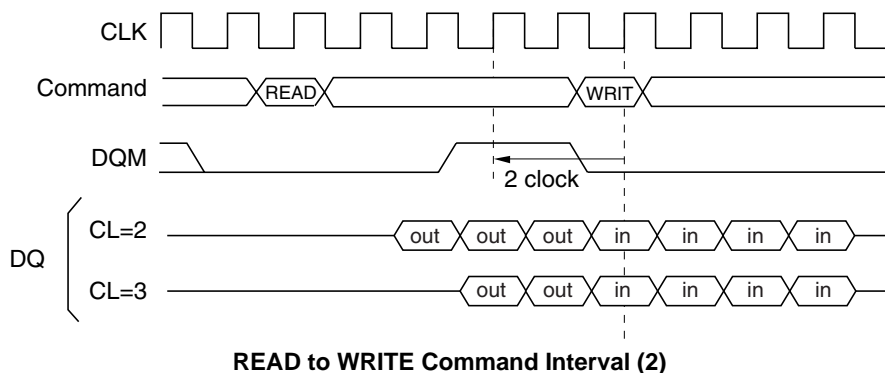 CLK
Command READ WRIT
DQM
2 clock
DQ
CL=2 out out out in in in in
CL=3 out out in in in in
READ to WRITE Command Interval (2)